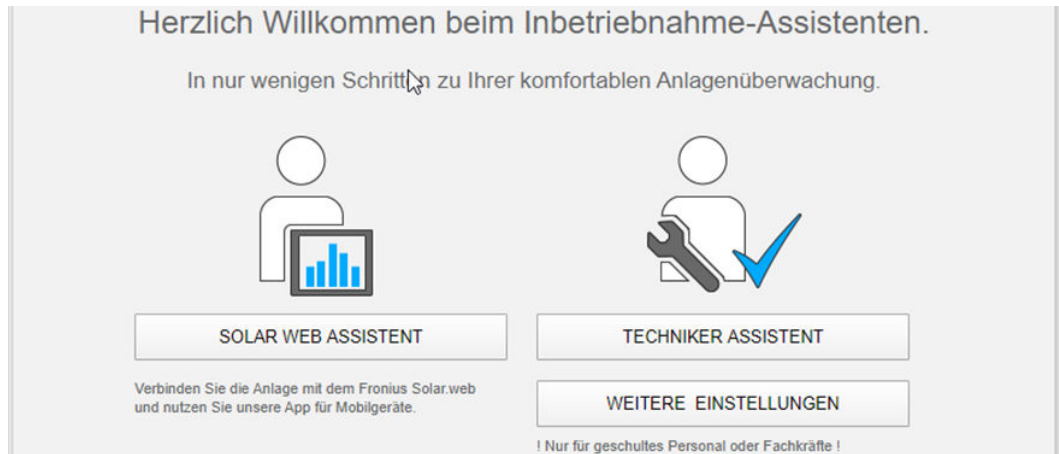 Herzlich Willkommen beim Inbetriebnahme-Assistenten.
In nur wenigen Schritten zu Ihrer komfortablen Anlagenüberwachung.
SOLAR WEB ASSISTENT
Verbinden Sie die Anlage mit dem Fronius Solar.web
und nutzen Sie unsere App für Mobilgeräte.
TECHNIKER ASSISTENT
WEITERE EINSTELLUNGEN
! Nur für geschultes Personal oder Fachkräfte !